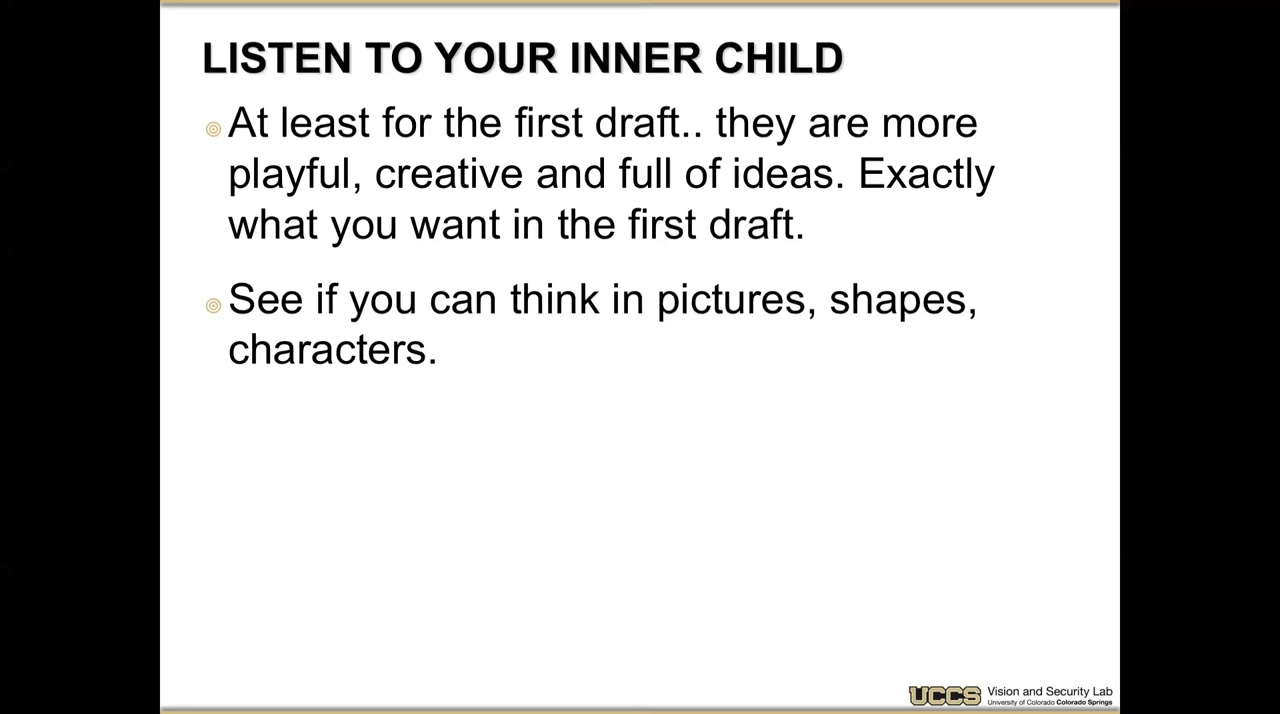 LISTEN TO YOUR INNER CHILD
At least for the first draft.. they are more
playful, creative and full of ideas. Exactly
what you want in the first draft.
See if you can think in pictures, shapes,
characters.
UCCS Vision and Security Lab
University of Colorado Colorado Springs